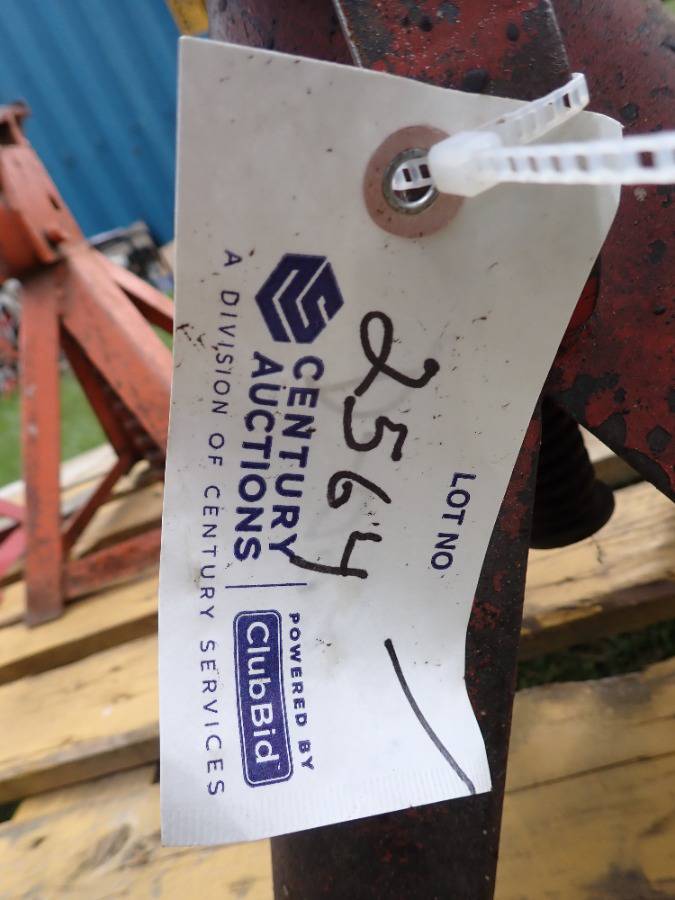 LOT NO
2564
CENTURY
AUCTIONS
POWERED BY
ClubBid
A DIVISION OF CENTURY SERVICES